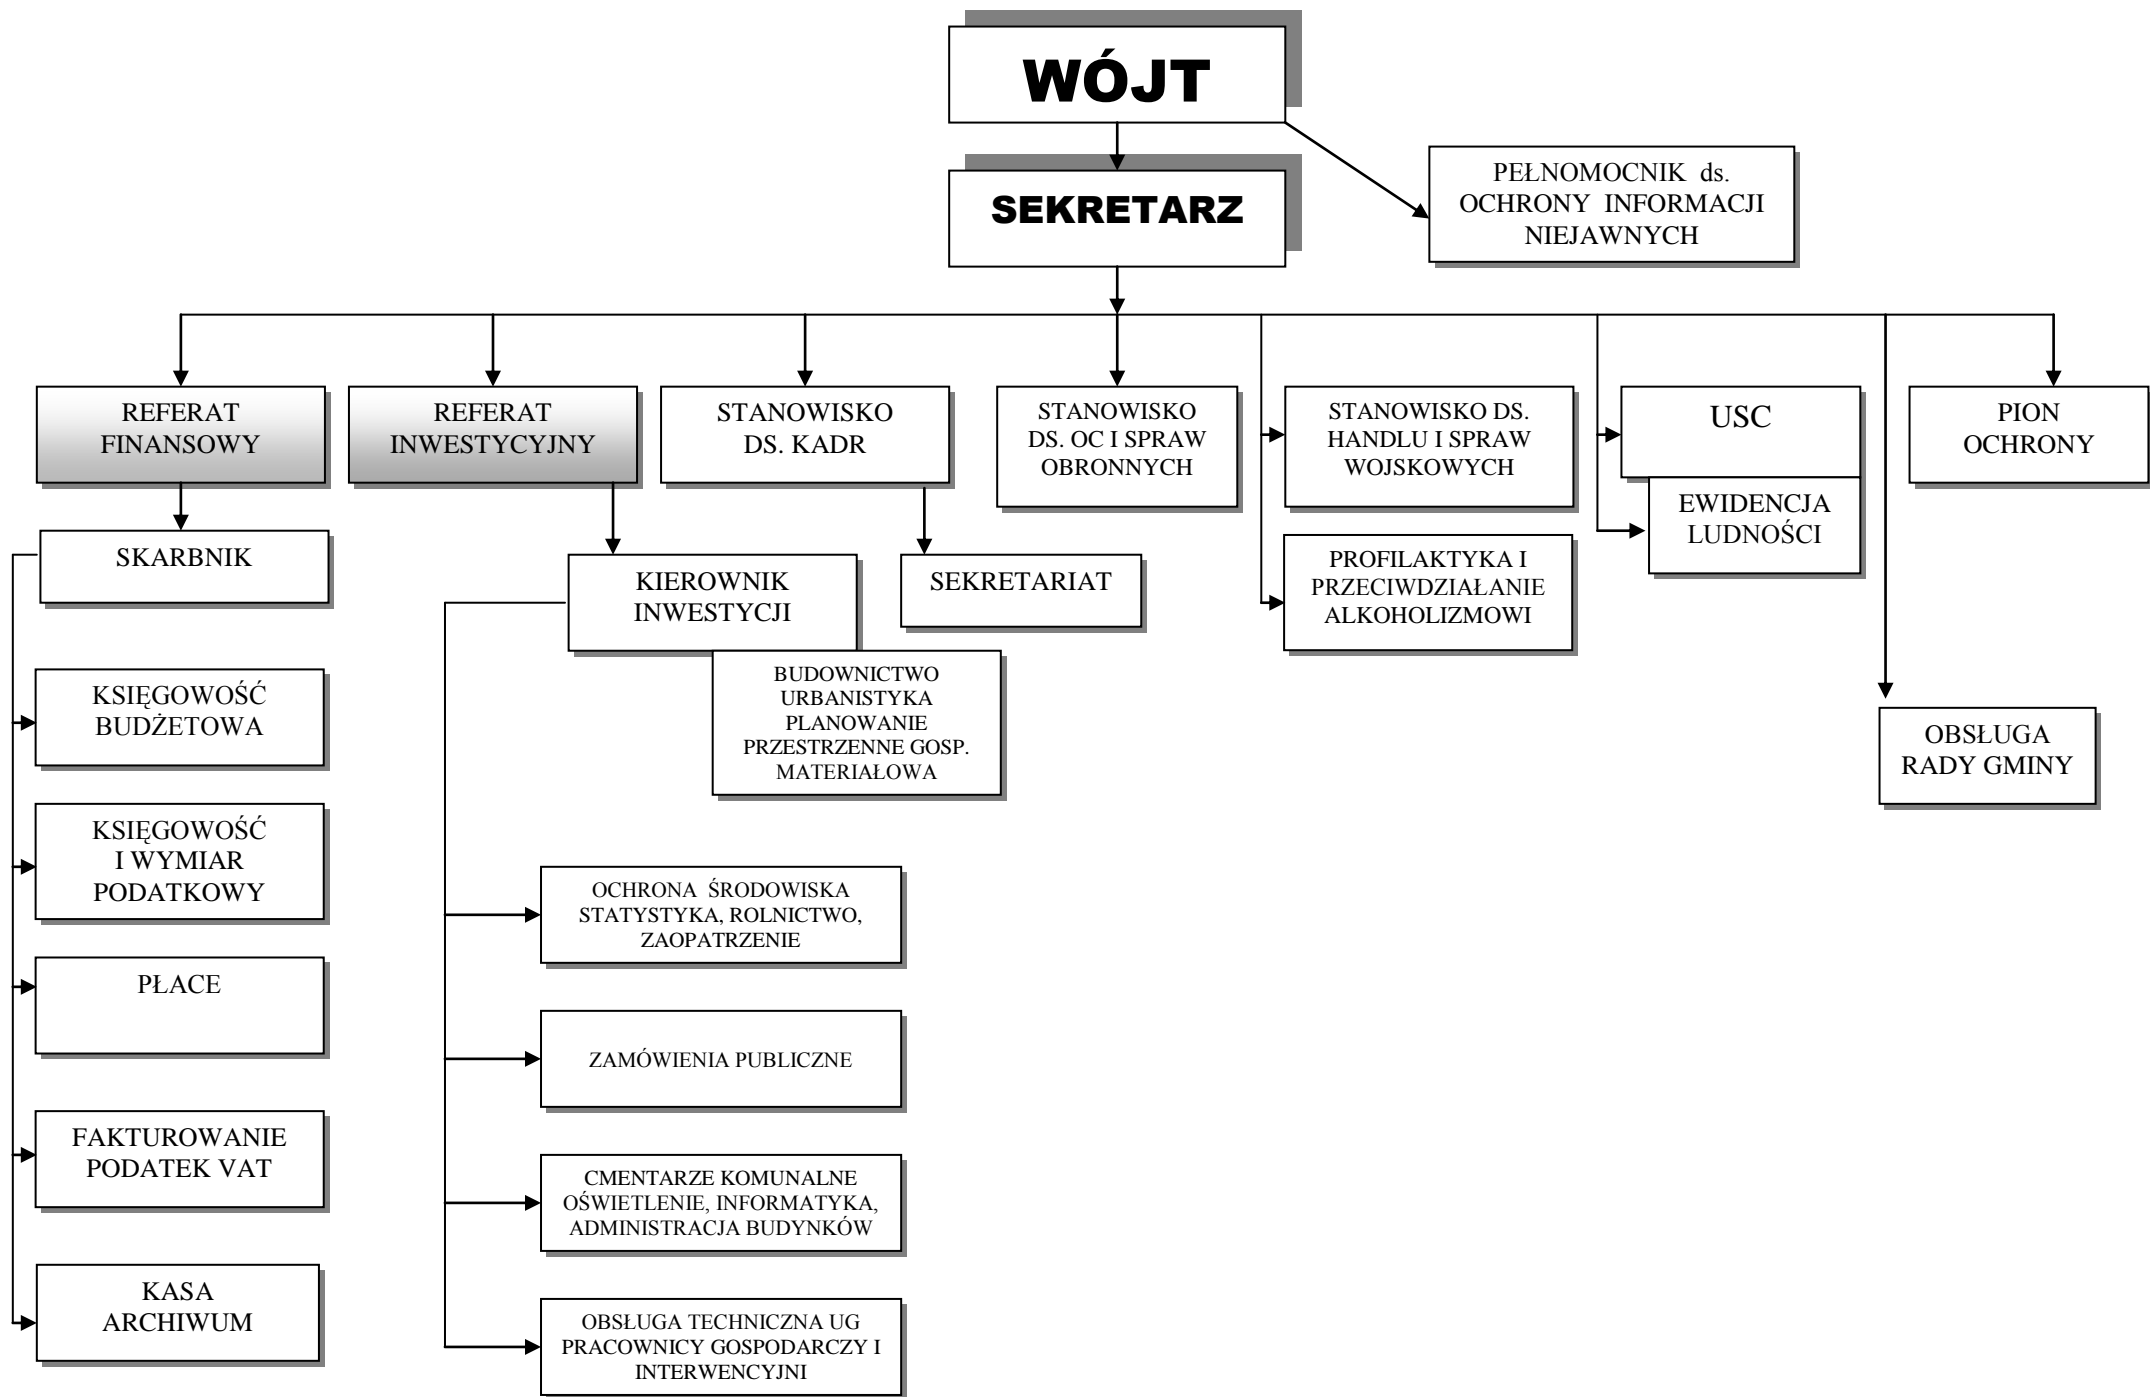 WÓJT
SEKRETARZ
PEŁNOMOCNIK ds.
OCHRONY INFORMACJI
NIEJAWNYCH
REFERAT
FINANSOWY
REFERAT
INWESTYCYJNY
STANOWISKO
DS. KADR
STANOWISKO
DS. OC I SPRAW
OBRONNYCH
STANOWISKO DS.
HANDLU I SPRAW
WOJSKOWYCH
USC
PION
OCHRONY
EWIDENCJA
LUDNOŚCI
SKARBNIK
KIEROWNIK
INWESTYCJI
SEKRETARIAT
PROFILAKTYKA I
PRZECIWDZIAŁANIE
ALKOHOLIZMOWI
BUDOWNICTWO
URBANISTYKA
PLANOWANIE
PRZESTRZENNE GOSP.
MATERIAŁOWA
OBSŁUGA
RADY GMINY
KSIĘGOWOŚĆ
BUDŻETOWA
KSIĘGOWOŚĆ
I WYMIAR
PODATKOWY
PŁACE
FAKTUROWANIE
PODATEK VAT
KASA
ARCHIWUM
OCHRONA ŚRODOWISKA
STATYSTYKA, ROLNICTWO,
ZAOPATRZENIE
ZAMÓWIENIA PUBLICZNE
CMENTARZE KOMUNALNE
OŚWIETLENIE, INFORMATYKA,
ADMINISTRACJA BUDYNKÓW
OBSŁUGA TECHNICZNA UG
PRACOWNICY GOSPODARCZY I
INTERWENCYJNI